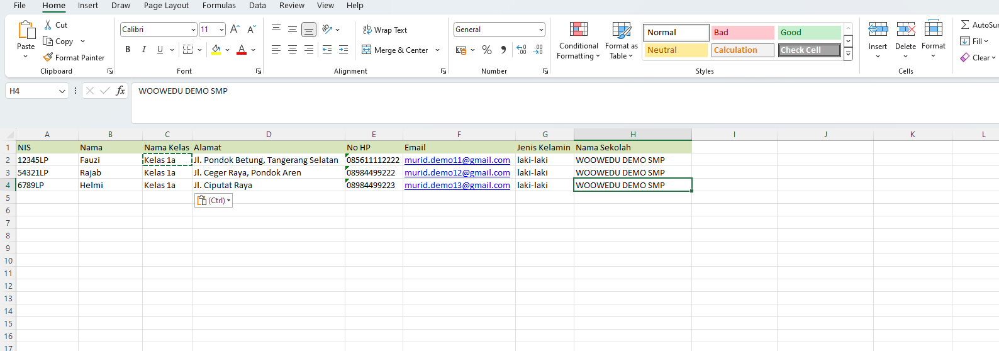 File Home Insert Draw Page Layout Formulas Data Review View Help
Cut
Copy
Format Painter
Paste
Clipboard
Calibri 11
B I U
Font
Wrap Text
Merge & Center
Alignment
General
Number
Conditional Formatting
Format as Table
Normal Bad Good
Neutral Calculation Check Cell
Styles
Insert Delete Format
Cells
AutoSum
Fill
Clear
H4 fx WOOWEDU DEMO SMP
A B C D E F G H I J K L
1 NIS Nama Nama Kelas Alamat No HP Email Jenis Kelamin Nama Sekolah
2 12345LP Fauzi Kelas 1a Jl. Pondok Betung, Tangerang Selatan 085611112222 murid.demo11@gmail.com laki-laki WOOWEDU DEMO SMP
3 54321LP Rajab Kelas 1a Jl. Ceger Raya, Pondok Aren 08984499222 murid.demo12@gmail.com laki-laki WOOWEDU DEMO SMP
4 6789LP Helmi Kelas 1a Jl. Ciputat Raya 08984499223 murid.demo13@gmail.com laki-laki WOOWEDU DEMO SMP
5 (Ctrl)
6
7
8
9
10
11
12
13
14
15
16
17